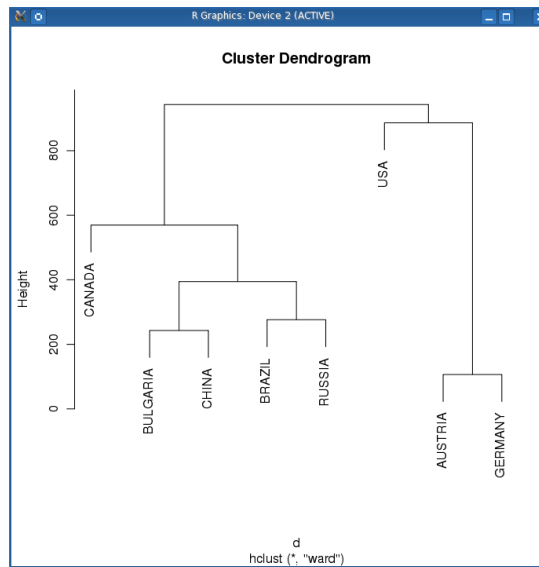 R Graphics: Device 2 (ACTIVE)
Cluster Dendrogram
Height
0
200
400
600
800
CANADA
BULGARIA
CHINA
BRAZIL
RUSSIA
USA
AUSTRIA
GERMANY
d
hclust (*, "ward")